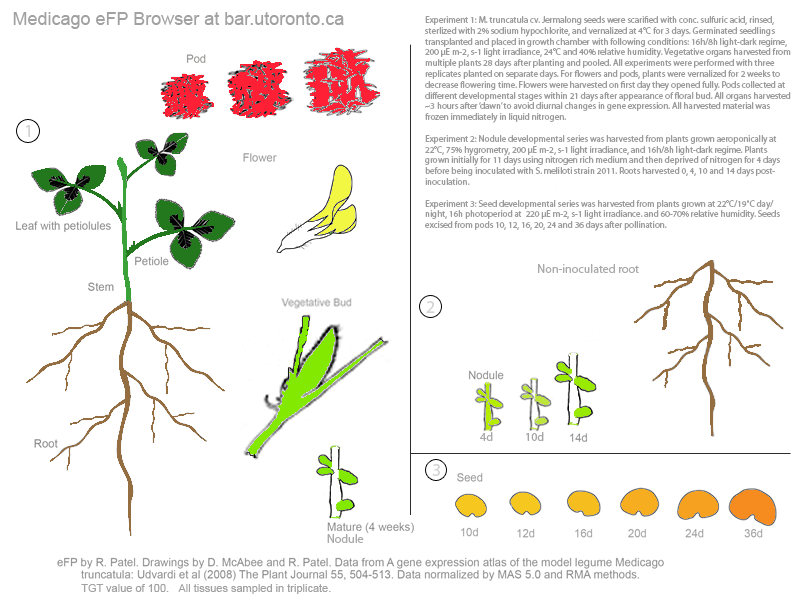 Medicago eFP Browser at bar.utoronto.ca
Pod
1
Flower
Leaf with petiolules
Petiole
Stem
Vegetative Bud
Root
Mature (4 weeks)
Nodule
Experiment 1: M. truncatula cv. Jermalong seeds were scarified with conc. sulfuric acid, rinsed,
sterilized with 2% sodium hypochlorite, and vernalized at 4°C for 3 days. Germinated seedlings
transplanted and placed in growth chamber with following conditions: 16h/8h light-dark regime,
200 µE m-2, s-1 light irradiance, 24°C and 40% relative humidity. Vegetative organs harvested from
multiple plants 28 days after planting and pooled. All experiments were performed with three
replicates planted on separate days. For flowers and pods, plants were vernalized for 2 weeks to
decrease flowering time. Flowers were harvested on first day they opened fully. Pods collected at
different developmental stages within 21 days after appearance of floral bud. All organs harvested
~3 hours after 'dawn' to avoid diurnal changes in gene expression. All harvested material was
frozen immediately in liquid nitrogen.
Experiment 2: Nodule developmental series was harvested from plants grown aeroponically at
22°C, 75% hygrometry, 200 µE m-2, s-1 light irradiance, and 16h/8h light-dark regime. Plants
grown initially for 11 days using nitrogen rich medium and then deprived of nitrogen for 4 days
before being inoculated with S. meliloti strain 2011. Roots harvested 0, 4, 10 and 14 days post-
inoculation.
Experiment 3: Seed developmental series was harvested from plants grown at 22°C/19°C day/
night, 16h photoperiod at 220 µE m-2, s-1 light irradiance. and 60-70% relative humidity. Seeds
excised from pods 10, 12, 16, 20, 24 and 36 days after pollination.
Non-inoculated root
2
Nodule
4d 10d 14d
3
Seed
10d 12d 16d 20d 24d 36d
eFP by R. Patel. Drawings by D. McAbee and R. Patel. Data from A gene expression atlas of the model legume Medicago
truncatula: Udvardi et al (2008) The Plant Journal 55, 504-513. Data normalized by MAS 5.0 and RMA methods.
TGT value of 100. All tissues sampled in triplicate.